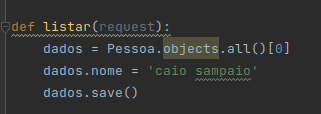 def listar(request):
    dados = Pessoa.objects.all()[0]
    dados.nome = 'caio sampaio'
    dados.save()